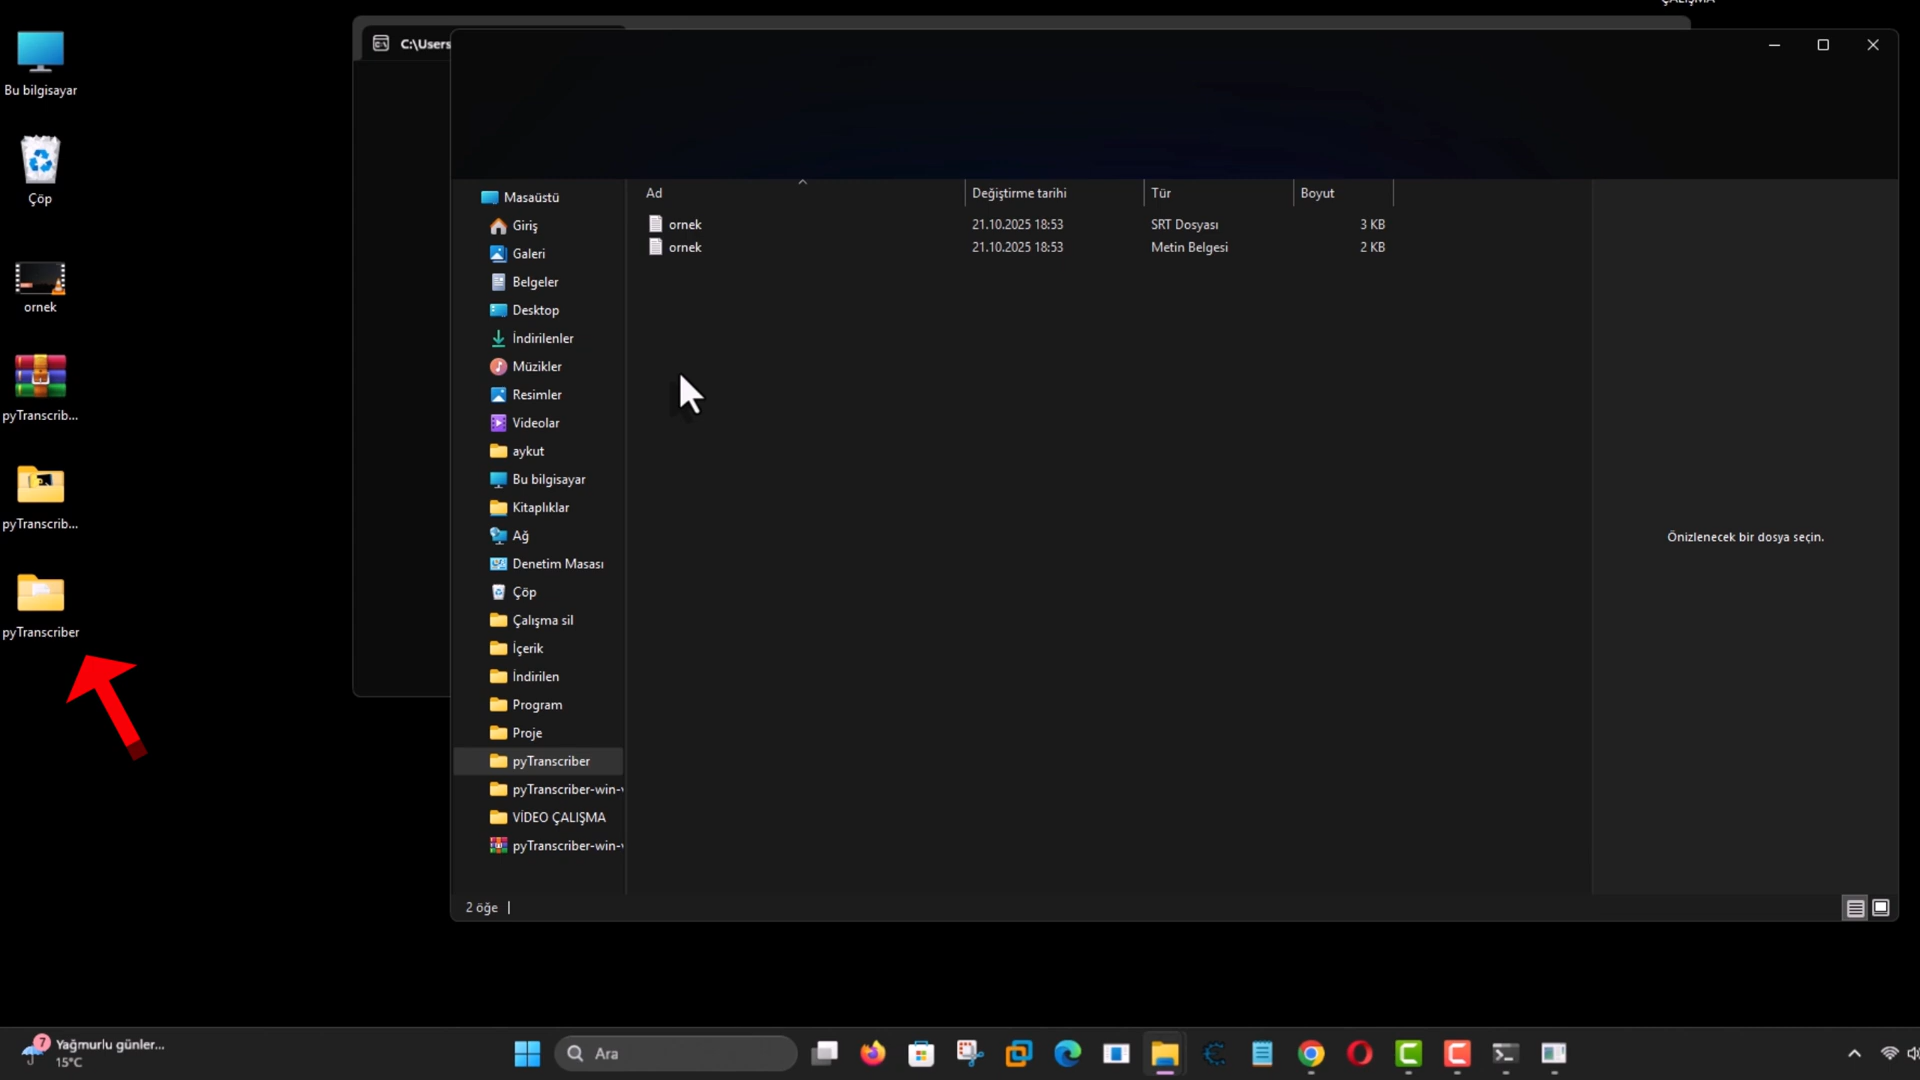 Bu bilgisayar
Çöp
ornek
pyTranscrib...
pyTranscrib...
pyTranscriber
C:\Users
Masaüstü
Giriş
Galeri
Belgeler
Desktop
İndirilenler
Müzikler
Resimler
Videolar
aykut
Bu bilgisayar
Kitaplıklar
Ağ
Denetim Masası
Çöp
Çalışma sil
İçerik
İndirilen
Program
Proje
pyTranscriber
pyTranscriber-win-
VİDEO ÇALIŞMA
pyTranscriber-win-
Ad Değiştirme tarihi Tür Boyut
ornek 21.10.2025 18:53 SRT Dosyası 3 KB
ornek 21.10.2025 18:53 Metin Belgesi 2 KB
Önizlenecek bir dosya seçin.
2 öğe
7
Yağmurlu günler...
15°C
Ara